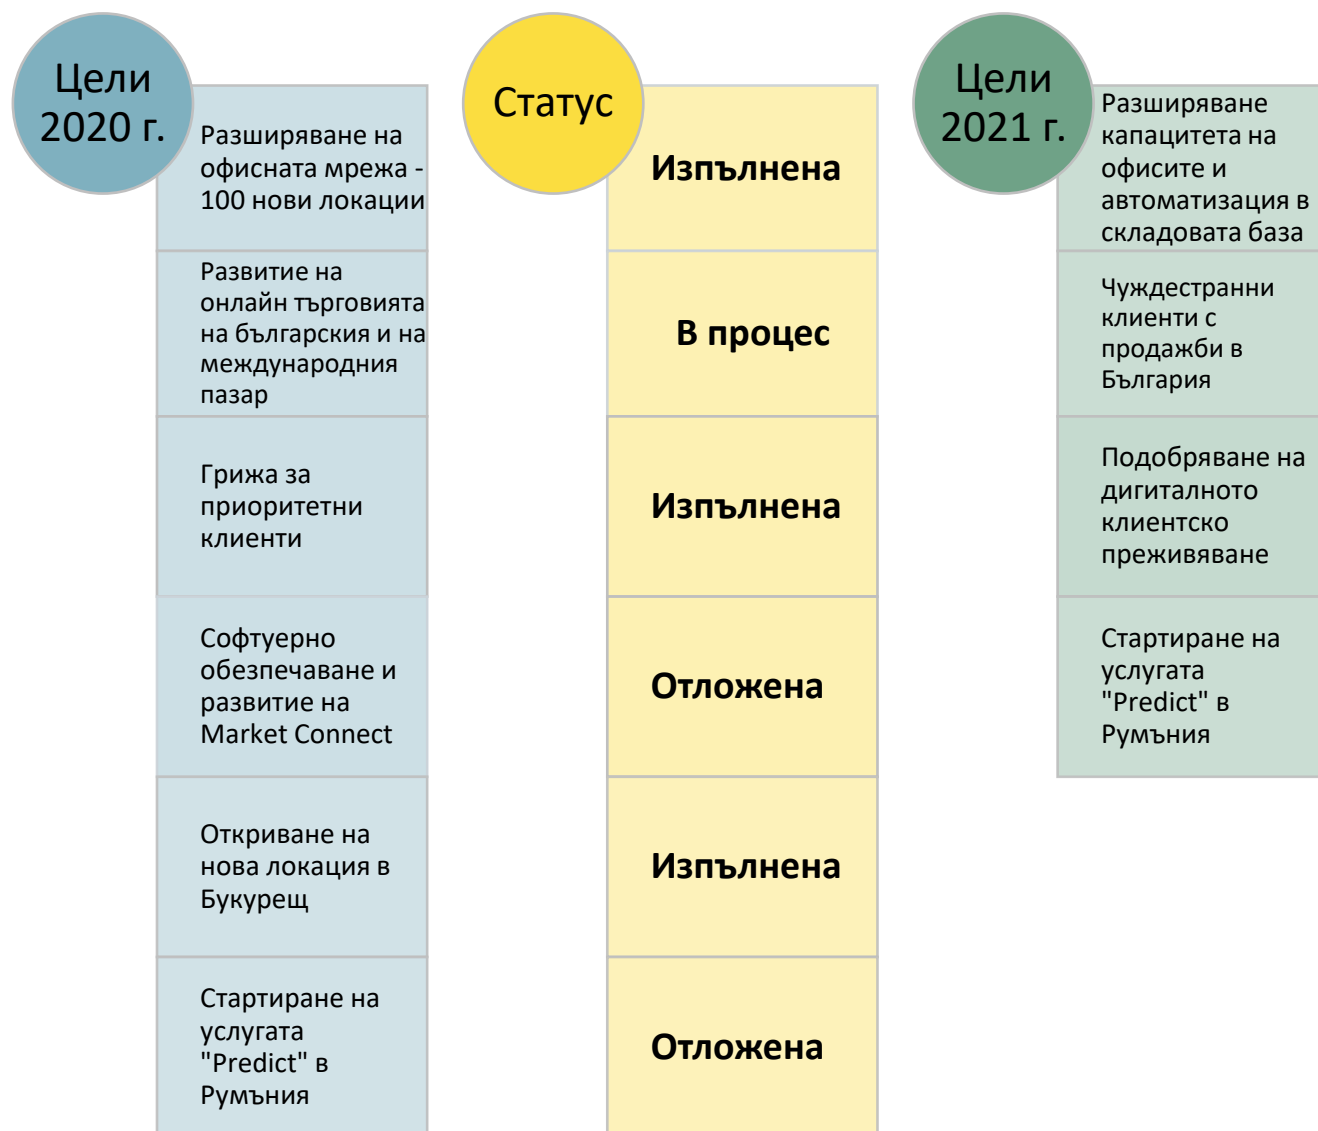 Цели
2020 г.
Разширяване на
офисната мрежа -
100 нови локации
Развитие на
онлайн търговията
на българския и на
международния
пазар
Грижа за
приоритетни
клиенти
Софтуерно
обезпечаване и
развитие на
Market Connect
Откриване на
нова локация в
Букурещ
Стартиране на
услугата
"Predict" в
Румъния
Статус
Изпълнена
В процес
Изпълнена
Отложена
Изпълнена
Отложена
Цели
2021 г.
Разширяване
капацитета на
офисите и
автоматизация в
складовата база
Чуждестранни
клиенти с
продажби в
България
Подобряване на
дигиталното
клиентско
преживяване
Стартиране на
услугата
"Predict" в
Румъния